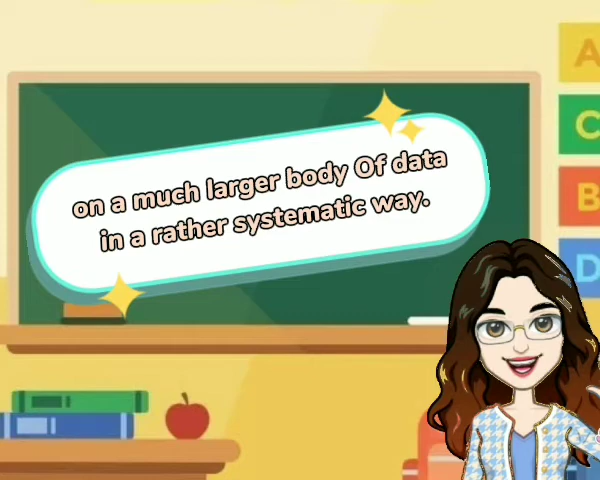 on a much larger body Of data
in a rather systematic way.
A
C
B
D